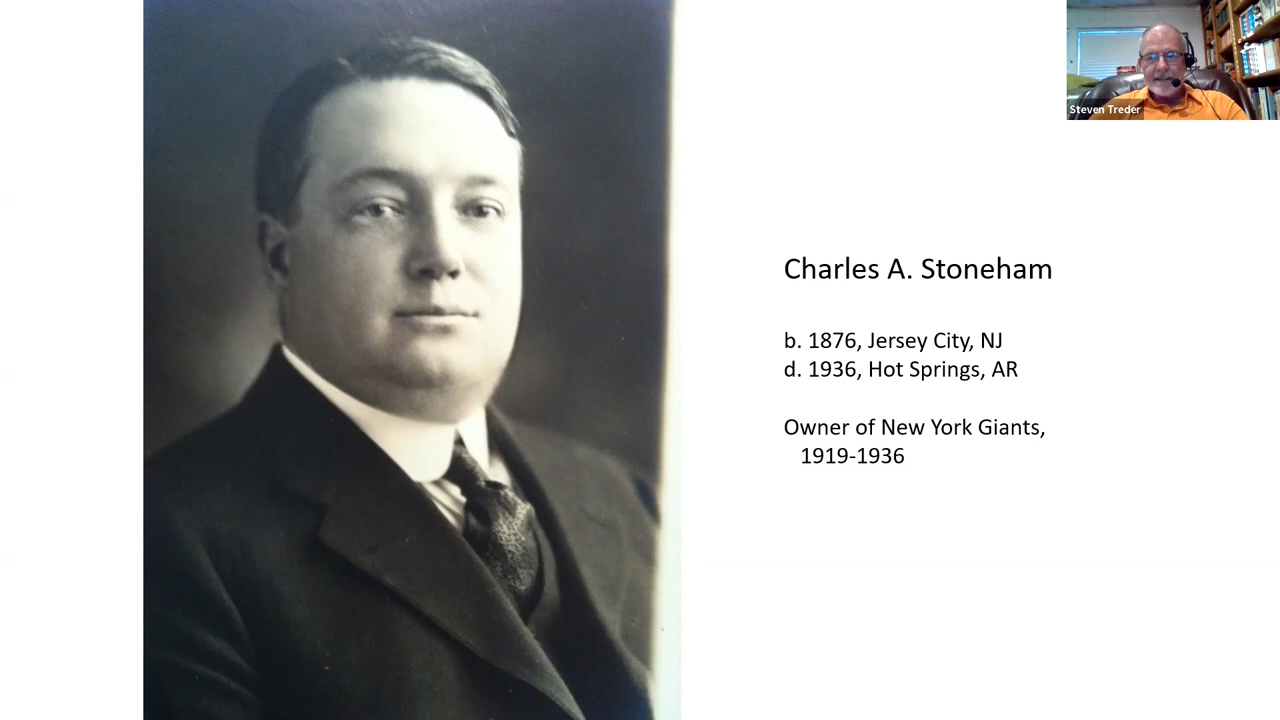 Steven Treder
Charles A. Stoneham
b. 1876, Jersey City, NJ
d. 1936, Hot Springs, AR
Owner of New York Giants,
1919-1936